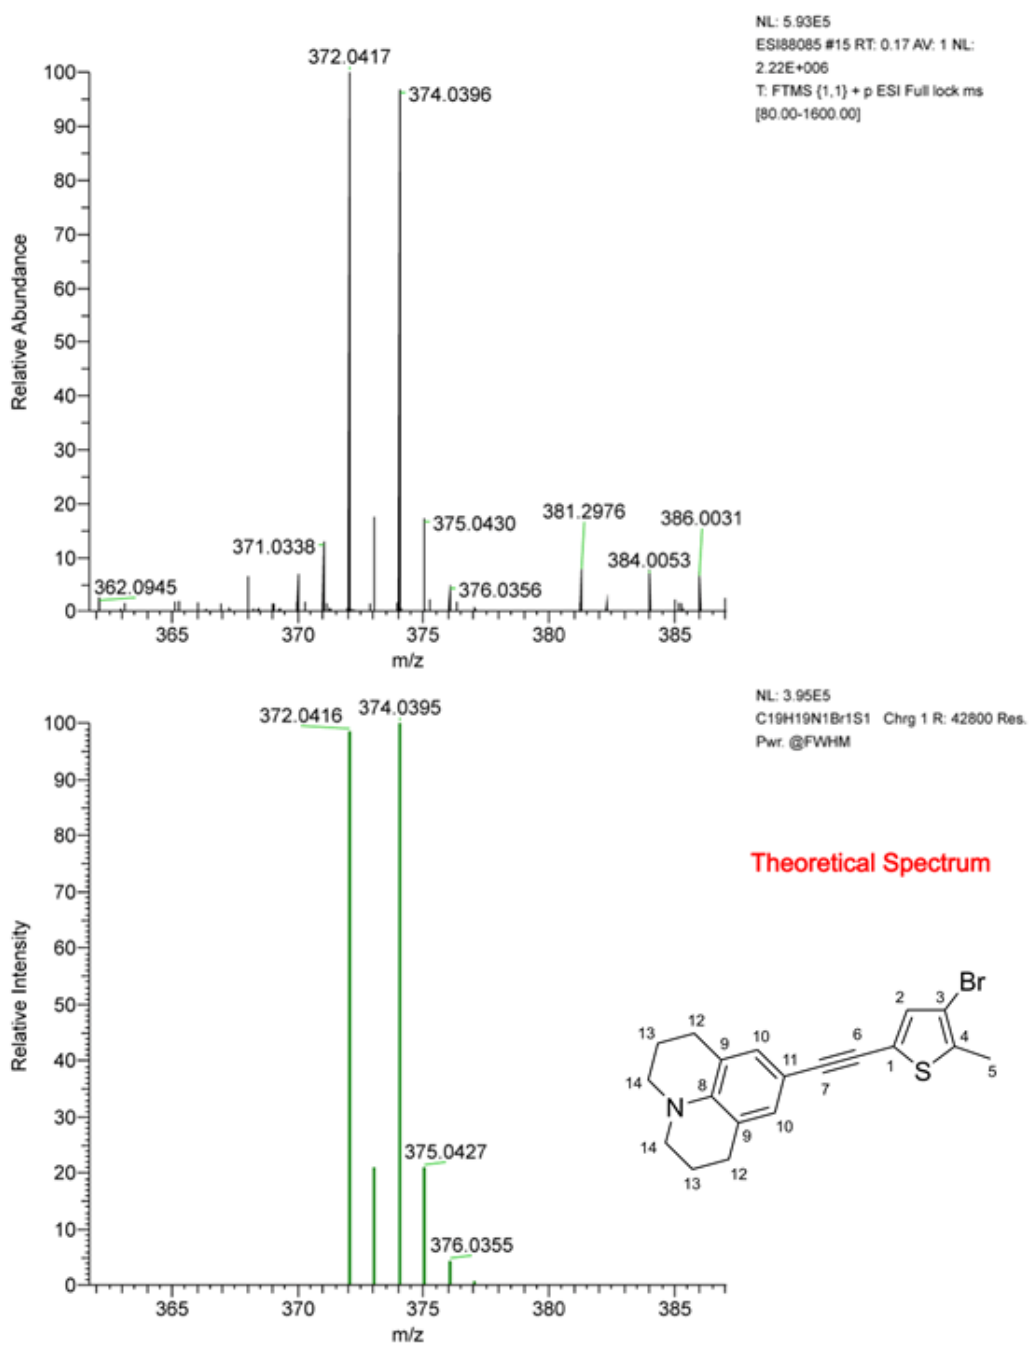 NL: 5.93E5
ESI88085 #15 RT: 0.17 AV: 1 NL:
2.22E+006
T: FTMS {1,1} + p ESI Full lock ms
[80.00-1600.00]
372.0417
100
374.0396
90
80
70
60
Relative Abundance
50
40
30
20
375.0430
381.2976
386.0031
371.0338
10
384.0053
362.0945
376.0356
0
365 370 375 380 385
m/z
NL: 3.95E5
C19H19N1Br1S1 Chrg 1 R: 42800 Res.
Pwr. @FWHM
372.0416
374.0395
100
90
80
Theoretical Spectrum
70
60
Relative Intensity
50
40
30
375.0427
20
10
376.0355
0
365 370 375 380 385
m/z
Br
2 3
12 6
13 9 10 4
11
14 8 1 S 5
N 7
10
14 9
12
13